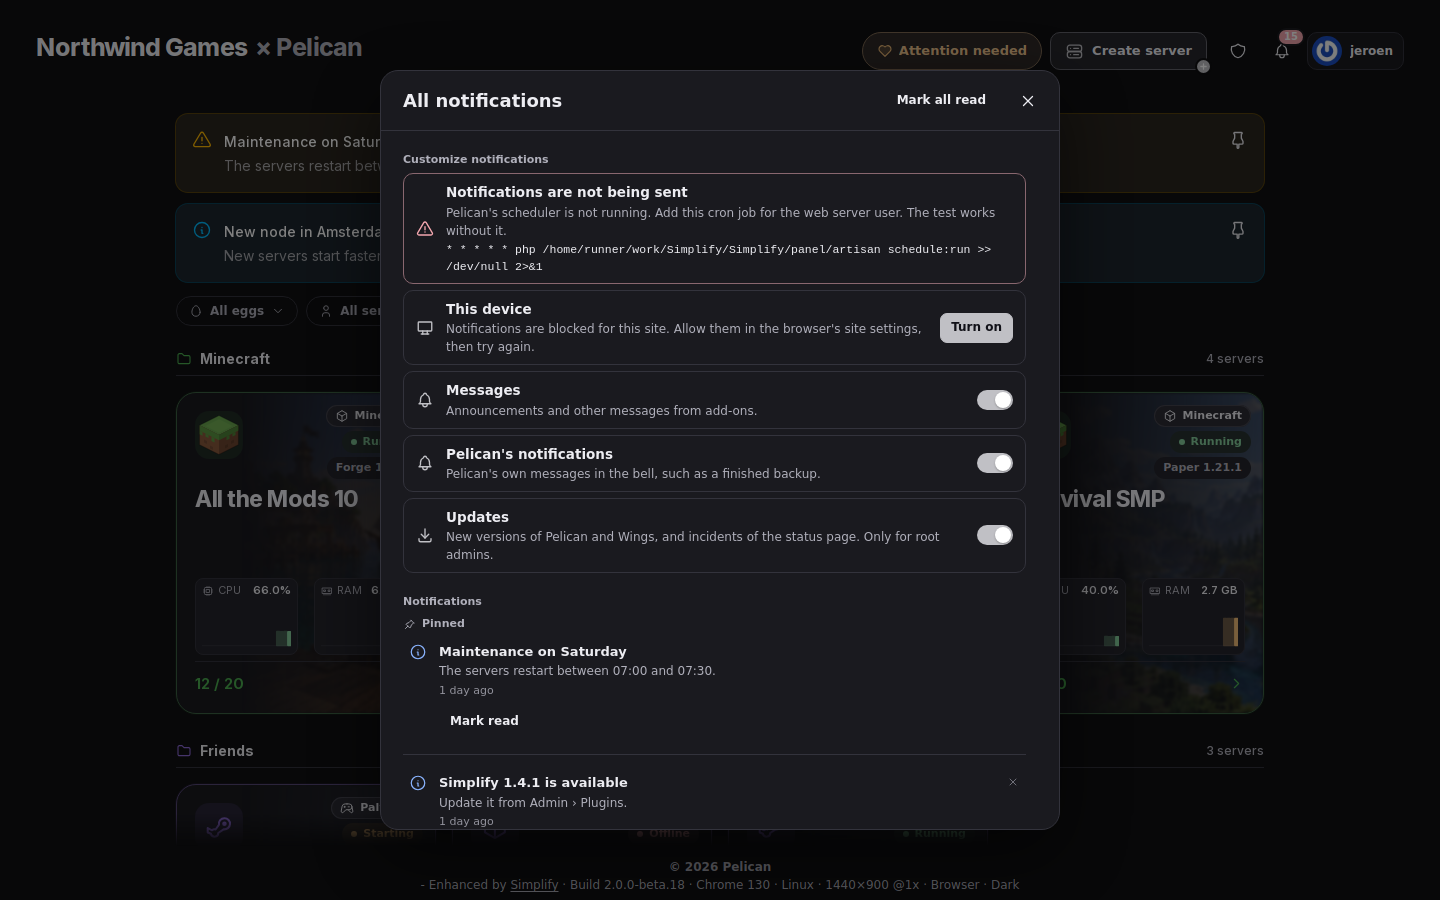 Northwind Games × Pelican
Attention needed
Create server
15
jeroen
Maintenance on Satur
The servers restart betw
New node in Amsterda
New servers start faster
All eggs
All ser
Minecraft
4 servers
All the Mods 10
Forge 1
CPU 66.0%
RAM 6
12 / 20
Minecraft
Running
Paper 1.21.1
vival SMP
40.0%
RAM 2.7 GB
Friends
3 servers
Starting
Offline
Running
All notifications
Mark all read
Customize notifications
Notifications are not being sent
Pelican's scheduler is not running. Add this cron job for the web server user. The test works
without it.
* * * * * php /home/runner/work/Simplify/Simplify/panel/artisan schedule:run >>
/dev/null 2>&1
This device
Notifications are blocked for this site. Allow them in the browser's site settings,
then try again.
Turn on
Messages
Announcements and other messages from add-ons.
Pelican's notifications
Pelican's own messages in the bell, such as a finished backup.
Updates
New versions of Pelican and Wings, and incidents of the status page. Only for root
admins.
Notifications
Pinned
Maintenance on Saturday
The servers restart between 07:00 and 07:30.
1 day ago
Mark read
Simplify 1.4.1 is available
Update it from Admin › Plugins.
1 day ago
© 2026 Pelican
- Enhanced by Simplify · Build 2.0.0-beta.18 · Chrome 130 · Linux · 1440×900 @1x · Browser · Dark